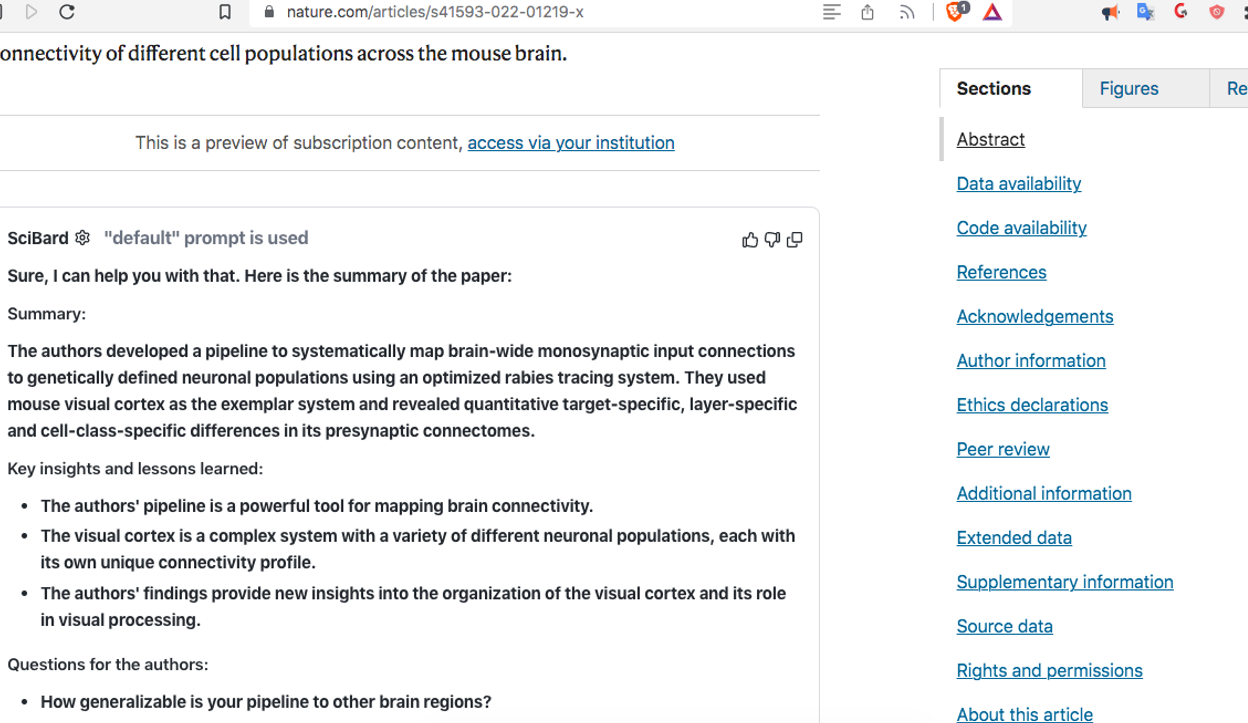 nature.com/articles/s41593-022-01219-x
1
onnectivity of different cell populations across the mouse brain.
This is a preview of subscription content, access via your institution
SciBard "default" prompt is used
Sure, I can help you with that. Here is the summary of the paper:
Summary:
The authors developed a pipeline to systematically map brain-wide monosynaptic input connections
to genetically defined neuronal populations using an optimized rabies tracing system. They used
mouse visual cortex as the exemplar system and revealed quantitative target-specific, layer-specific
and cell-class-specific differences in its presynaptic connectomes.
Key insights and lessons learned:
• The authors' pipeline is a powerful tool for mapping brain connectivity.
• The visual cortex is a complex system with a variety of different neuronal populations, each with
its own unique connectivity profile.
• The authors' findings provide new insights into the organization of the visual cortex and its role
in visual processing.
Questions for the authors:
• How generalizable is your pipeline to other brain regions?
Sections Figures Re
Abstract
Data availability
Code availability
References
Acknowledgements
Author information
Ethics declarations
Peer review
Additional information
Extended data
Supplementary information
Source data
Rights and permissions
About this article